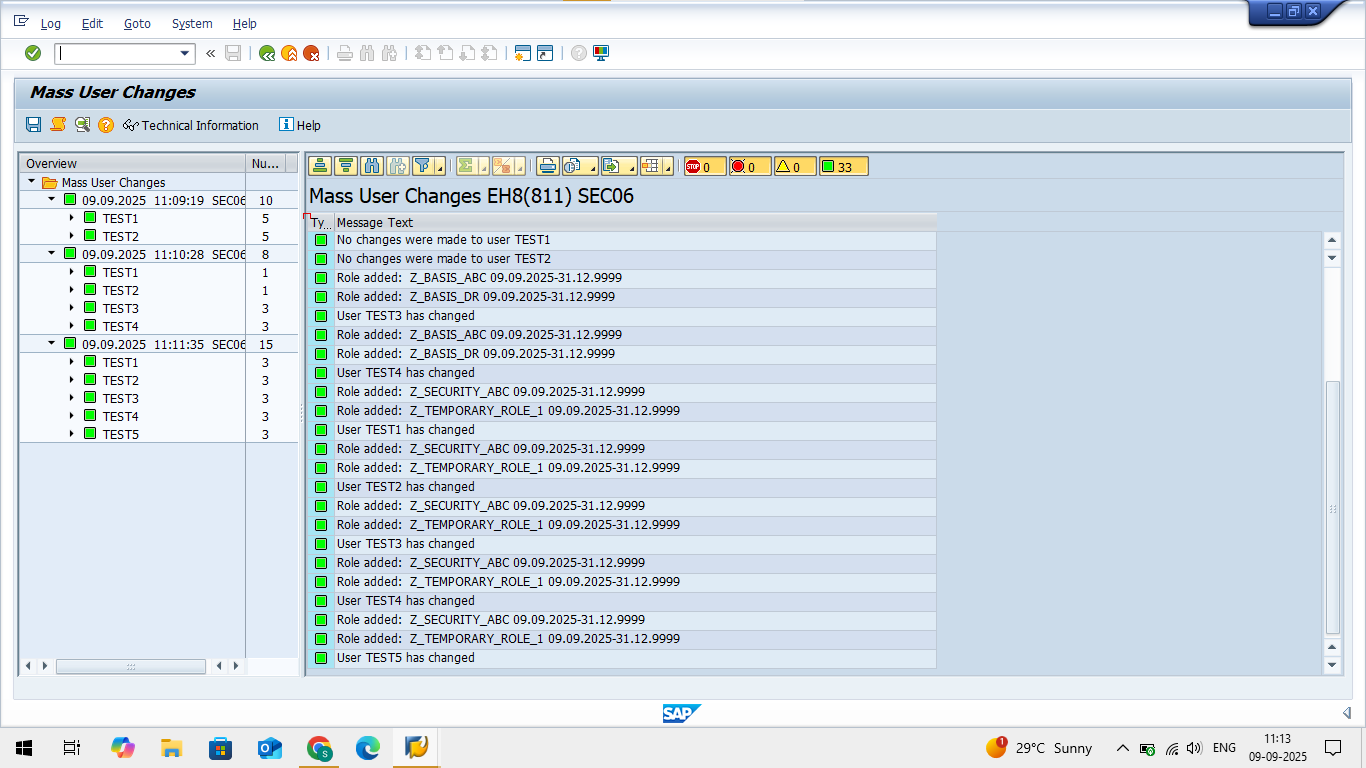 Log Edit Goto System Help
Mass User Changes
Technical Information Help
Overview Nu...
Mass User Changes
09.09.2025 11:09:19 SEC06 10
TEST1 5
TEST2 5
09.09.2025 11:10:28 SEC06 8
TEST1 1
TEST2 1
TEST3 3
TEST4 3
09.09.2025 11:11:35 SEC06 15
TEST1 3
TEST2 3
TEST3 3
TEST4 3
TEST5 3
STOP 0 0 0 33
Mass User Changes EH8(811) SEC06
Ty... Message Text
No changes were made to user TEST1
No changes were made to user TEST2
Role added: Z_BASIS_ABC 09.09.2025-31.12.9999
Role added: Z_BASIS_DR 09.09.2025-31.12.9999
User TEST3 has changed
Role added: Z_BASIS_ABC 09.09.2025-31.12.9999
Role added: Z_BASIS_DR 09.09.2025-31.12.9999
User TEST4 has changed
Role added: Z_SECURITY_ABC 09.09.2025-31.12.9999
Role added: Z_TEMPORARY_ROLE_1 09.09.2025-31.12.9999
User TEST1 has changed
Role added: Z_SECURITY_ABC 09.09.2025-31.12.9999
Role added: Z_TEMPORARY_ROLE_1 09.09.2025-31.12.9999
User TEST2 has changed
Role added: Z_SECURITY_ABC 09.09.2025-31.12.9999
Role added: Z_TEMPORARY_ROLE_1 09.09.2025-31.12.9999
User TEST3 has changed
Role added: Z_SECURITY_ABC 09.09.2025-31.12.9999
Role added: Z_TEMPORARY_ROLE_1 09.09.2025-31.12.9999
User TEST4 has changed
Role added: Z_SECURITY_ABC 09.09.2025-31.12.9999
Role added: Z_TEMPORARY_ROLE_1 09.09.2025-31.12.9999
User TEST5 has changed
SAP
1 29°C Sunny ENG 11:13
09-09-2025